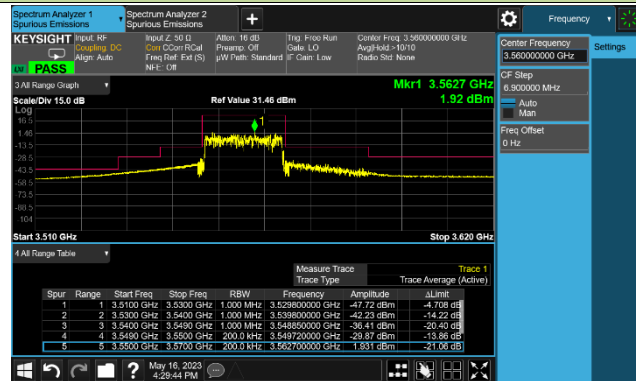 Spectrum Analyzer 1
Spurious Emissions
Spectrum Analyzer 2
Spurious Emissions
+
Frequency
KEYSIGHT Input: RF
Coupling: DC
Align: Auto
Input Z: 50 Ω
Corr CCorr RCal
Freq Ref: Ext (S)
NFE: Off
Atten: 16 dB
Preamp: Off
µW Path: Standard
Trig: Free Run
Gate: LO
IF Gain: Low
Center Freq: 3.560000000 GHz
Avg|Hold:>10/10
Radio Std: None
PASS
Center Frequency
3.560000000 GHz
Settings
CF Step
6.900000 MHz
Auto
Man
Freq Offset
0 Hz
3 All Range Graph
Mkr1 3.5627 GHz
Scale/Div 15.0 dB
Ref Value 31.46 dBm
1.92 dBm
Log
16.5
1.46
-13.5
-28.5
-43.5
-58.5
-73.5
-88.5
-104
1
Start 3.510 GHz
Stop 3.620 GHz
4 All Range Table
Measure Trace Trace 1
Trace Type Trace Average (Active)
Spur Range Start Freq Stop Freq RBW Frequency Amplitude ΔLimit
1 1 3.5100 GHz 3.5300 GHz 1.000 MHz 3.529800000 GHz -47.72 dBm -4.708 dB
2 2 3.5300 GHz 3.5400 GHz 1.000 MHz 3.539800000 GHz -42.23 dBm -14.22 dB
3 3 3.5400 GHz 3.5490 GHz 1.000 MHz 3.548850000 GHz -36.41 dBm -20.40 dB
4 4 3.5490 GHz 3.5500 GHz 200.0 kHz 3.549720000 GHz -29.87 dBm -13.86 dB
5 5 3.5500 GHz 3.5700 GHz 200.0 kHz 3.562700000 GHz 1.931 dBm -21.06 dB
?
May 16, 2023
4:29:44 PM